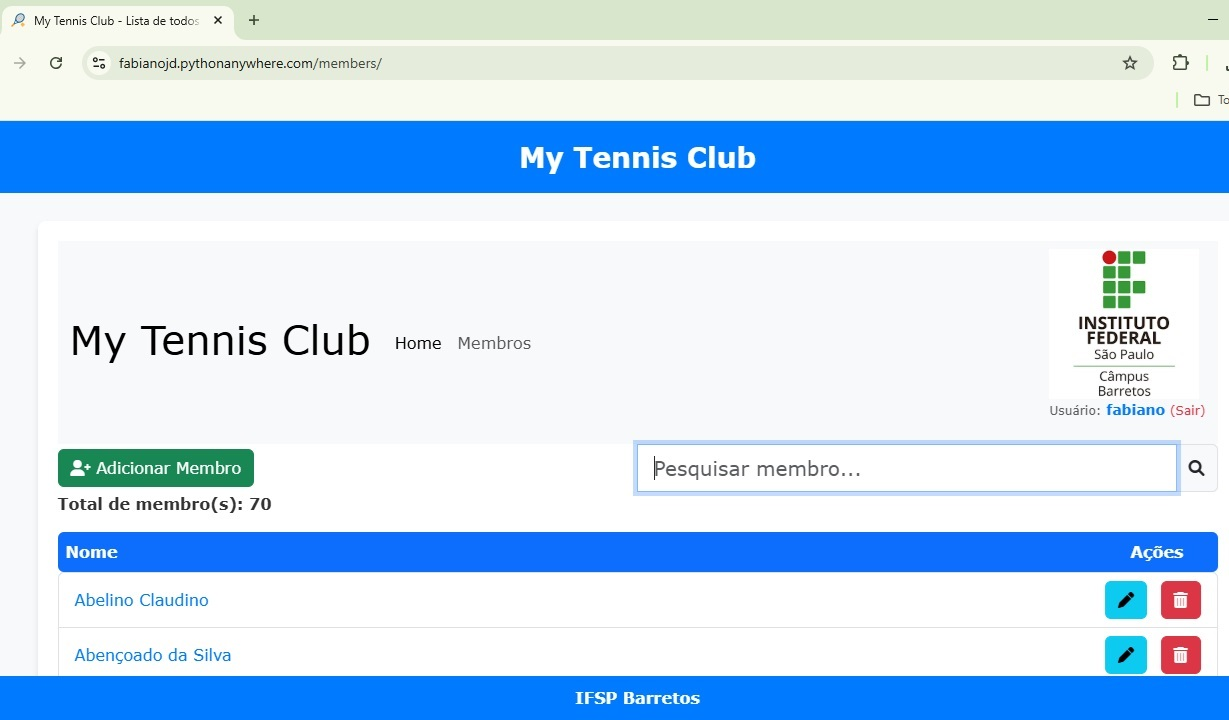 My Tennis Club - Lista de todos
fabianojd.pythonanywhere.com/members/
To
My Tennis Club
My Tennis Club Home Membros
INSTITUTO
FEDERAL
São Paulo
Câmpus
Barretos
Usuário: fabiano (Sair)
Adicionar Membro
Pesquisar membro...
Total de membro(s): 70
Nome Ações
Abelino Claudino
Abençoado da Silva
IFSP Barretos